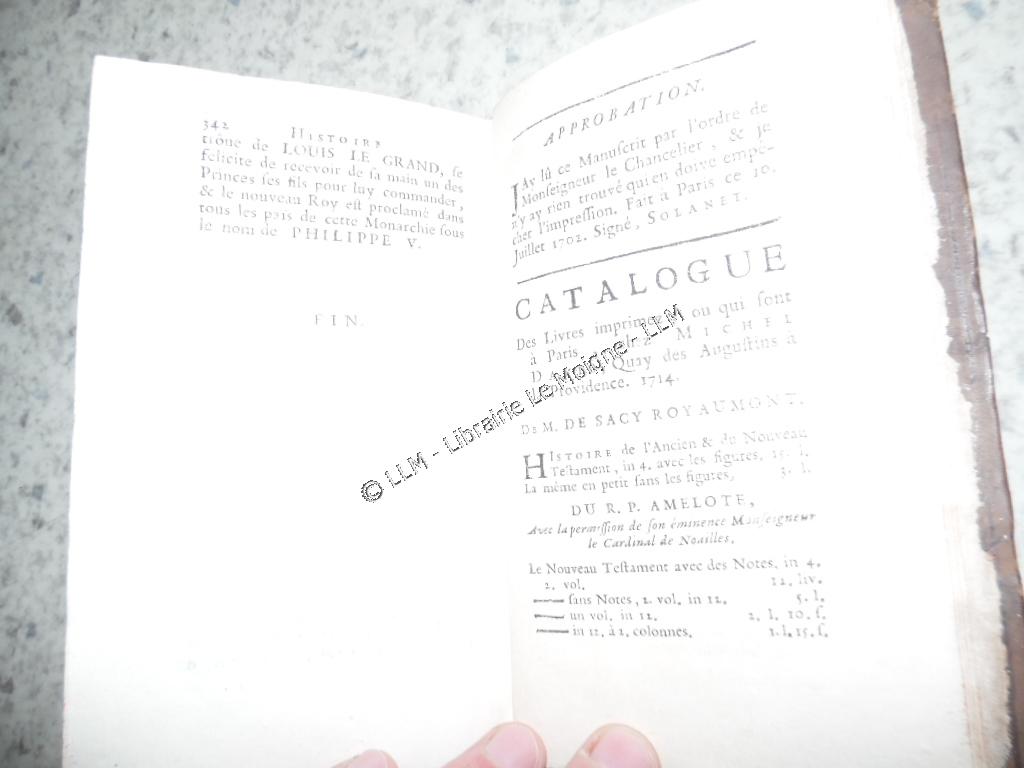 342 HISTOIRE
trône de LOUIS LE GRAND, se
felicite de recevoir de sa main un des
Princes ses fils pour luy commander,
& le nouveau Roy est proclamé dans
tous les païs de cette Monarchie sous
le nom de PHILIPPE V.
FIN.
APPROBATION.
J'Ay lû ce Manuscrit par l'ordre de
Monseigneur le Chancelier, & je
n'y ay rien trouvé qui en doive empê-
cher l'impression. Fait à Paris ce 10.
Juillet 1702. Signé, SOLANET.
CATALOGUE
Des Livres imprimez, ou qui sont
à Paris, chez MICHEL
Quay des Augustins à
Providence. 1714.
DE M. DE SACY ROYAUMONT.
HISTOIRE de l'Ancien & du Nouveau
Testament, in 4. avec les figures, 15. l.
La même en petit sans les figures, 3. l.
DU R. P. AMELOTE,
Avec la permission de son éminence Monseigneur
le Cardinal de Noailles.
Le Nouveau Testament avec des Notes, in 4.
2. vol. 12. liv.
— sans Notes, 2. vol. in 12. 5. l.
— un vol. in 12. 2. l. 10. s.
— in 12. à 2. colonnes. 1. l. 15. s.
© LLM - Librairie Le Moigne - LLM